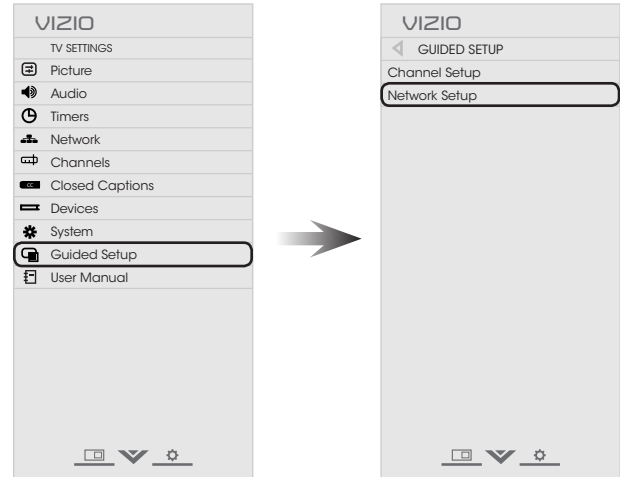 VIZIO
TV SETTINGS
Picture
Audio
Timers
Network
Channels
CC Closed Captions
Devices
System
Guided Setup
User Manual
VIZIO
GUIDED SETUP
Channel Setup
Network Setup